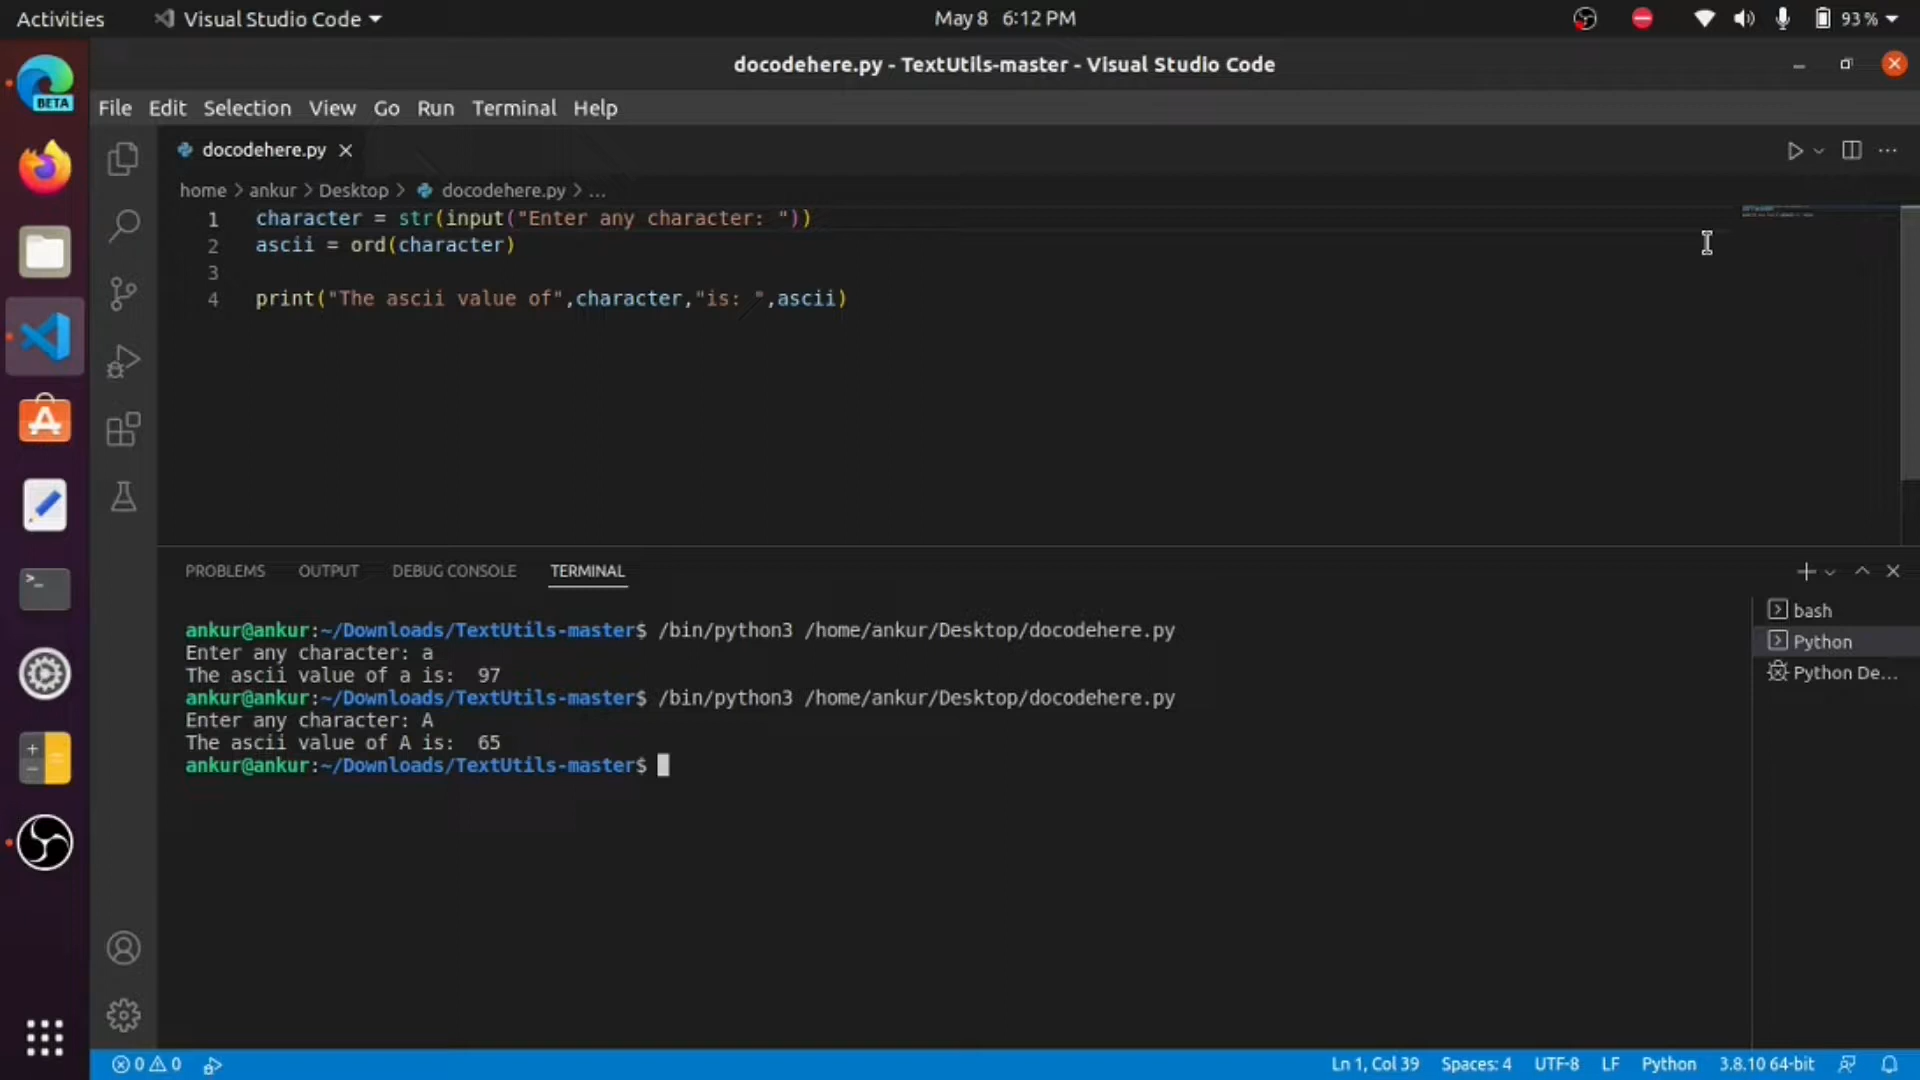 Activities Visual Studio Code May 8 6:12 PM 93 %
docodehere.py - TextUtils-master - Visual Studio Code
BETA
File Edit Selection View Go Run Terminal Help
docodehere.py
home > ankur > Desktop > docodehere.py > ...
1 character = str(input("Enter any character: "))
2 ascii = ord(character)
3
4 print("The ascii value of",character,"is: ",ascii)
PROBLEMS OUTPUT DEBUG CONSOLE TERMINAL
ankur@ankur:~/Downloads/TextUtils-master$ /bin/python3 /home/ankur/Desktop/docodehere.py
Enter any character: a
The ascii value of a is:  97
ankur@ankur:~/Downloads/TextUtils-master$ /bin/python3 /home/ankur/Desktop/docodehere.py
Enter any character: A
The ascii value of A is:  65
ankur@ankur:~/Downloads/TextUtils-master$
bash
Python
Python De...
0 0 Ln 1, Col 39 Spaces: 4 UTF-8 LF Python 3.8.10 64-bit